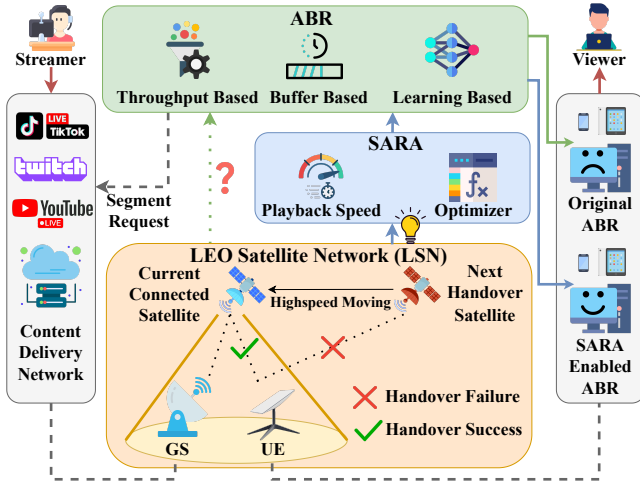 Streamer
ABR
Viewer
Throughput Based
Buffer Based
Learning Based
LIVE
TikTok
twitch
YouTube
LIVE
Content
Delivery
Network
Segment
Request
?
SARA
Playback Speed
Optimizer
fx
Original
ABR
SARA
Enabled
ABR
LEO Satellite Network (LSN)
Current
Connected
Satellite
Highspeed Moving
Next
Handover
Satellite
Handover Failure
Handover Success
GS
UE